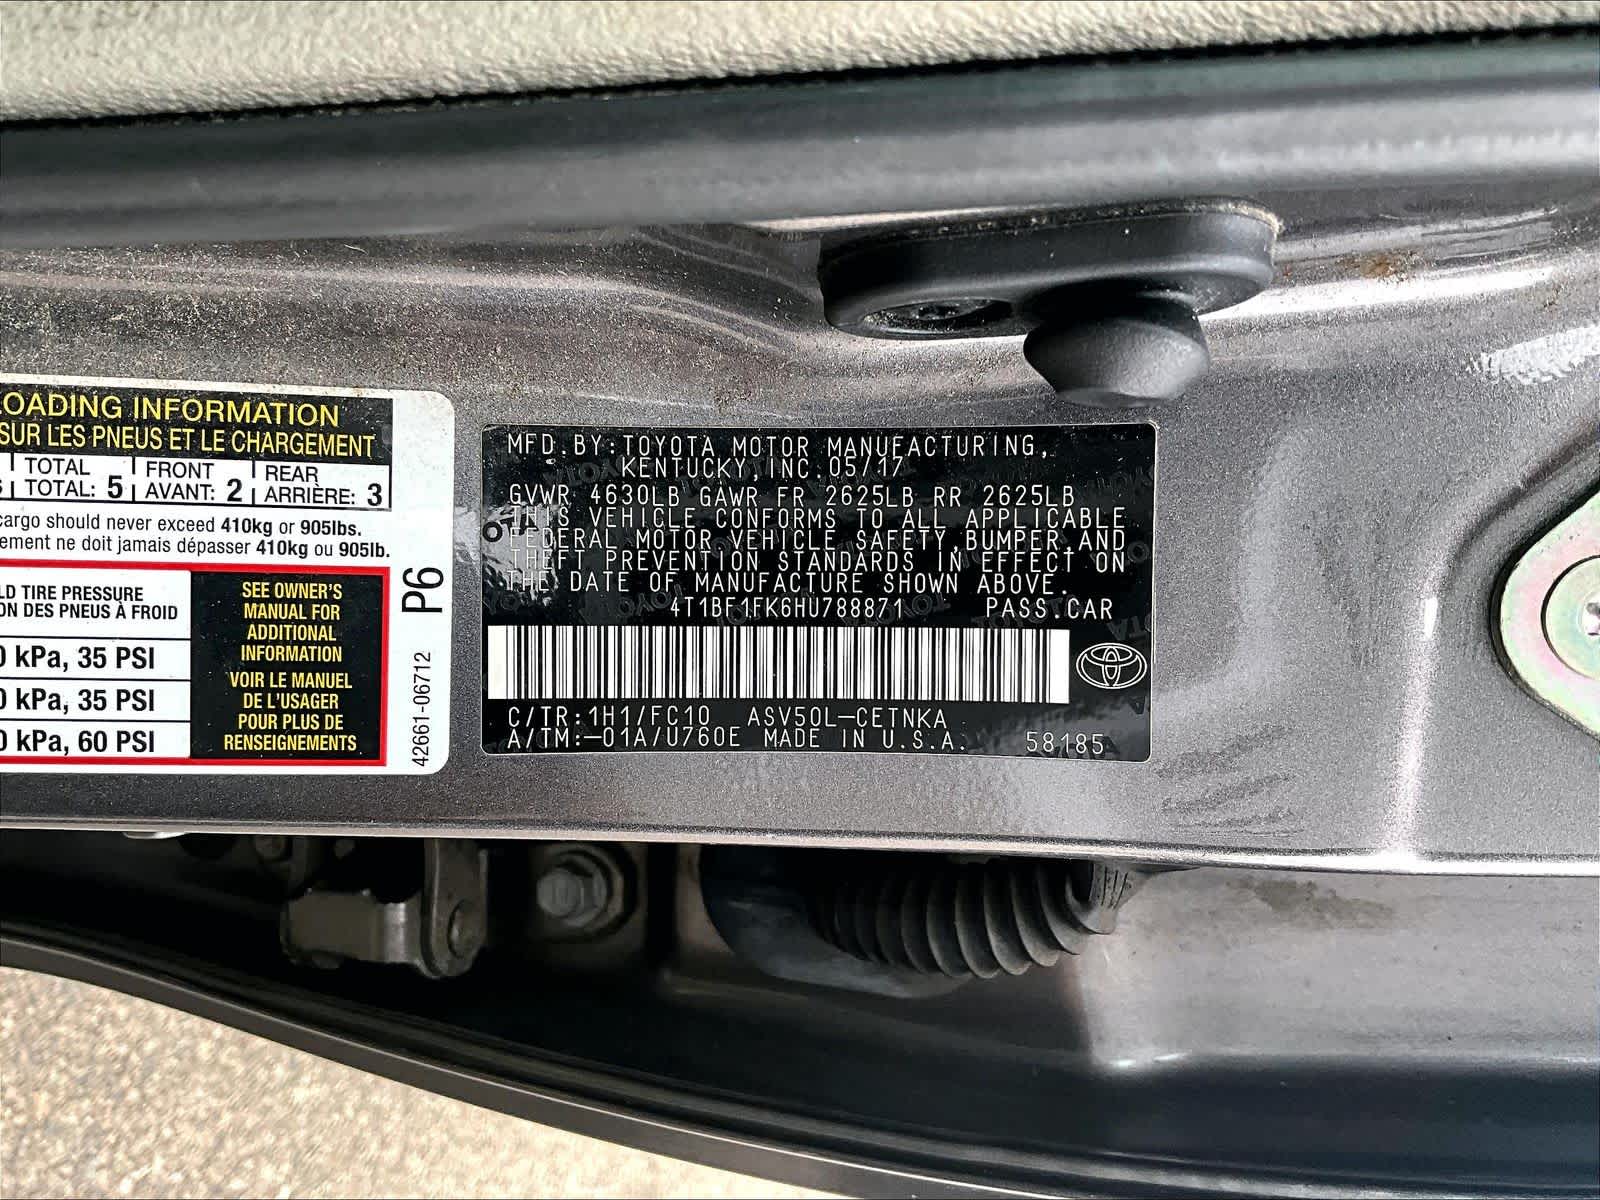 LOADING INFORMATION
SUR LES PNEUS ET LE CHARGEMENT
TOTAL FRONT REAR
TOTAL: 5 AVANT: 2 ARRIÈRE: 3
cargo should never exceed 410kg or 905lbs.
ement ne doit jamais dépasser 410kg ou 905lb.
LD TIRE PRESSURE
ON DES PNEUS À FROID
0 kPa, 35 PSI
0 kPa, 35 PSI
0 kPa, 60 PSI
SEE OWNER'S
MANUAL FOR
ADDITIONAL
INFORMATION
VOIR LE MANUEL
DE L'USAGER
POUR PLUS DE
RENSEIGNEMENTS
P6
42661-06712
MFD.BY:TOYOTA MOTOR MANUFACTURING,
KENTUCKY,INC.05/17
GVWR 4630LB GAWR FR 2625LB RR 2625LB
THIS VEHICLE CONFORMS TO ALL APPLICABLE
FEDERAL MOTOR VEHICLE SAFETY,BUMPER,AND
THEFT PREVENTION STANDARDS IN EFFECT ON
THE DATE OF MANUFACTURE SHOWN ABOVE.
4T1BF1FK6HU788871 PASS.CAR
C/TR:1H1/FC10 ASV50L-CETNKA
A/TM:-01A/U760E MADE IN U.S.A. 58185